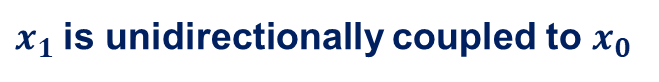 x₁ is unidirectionally coupled to x₀